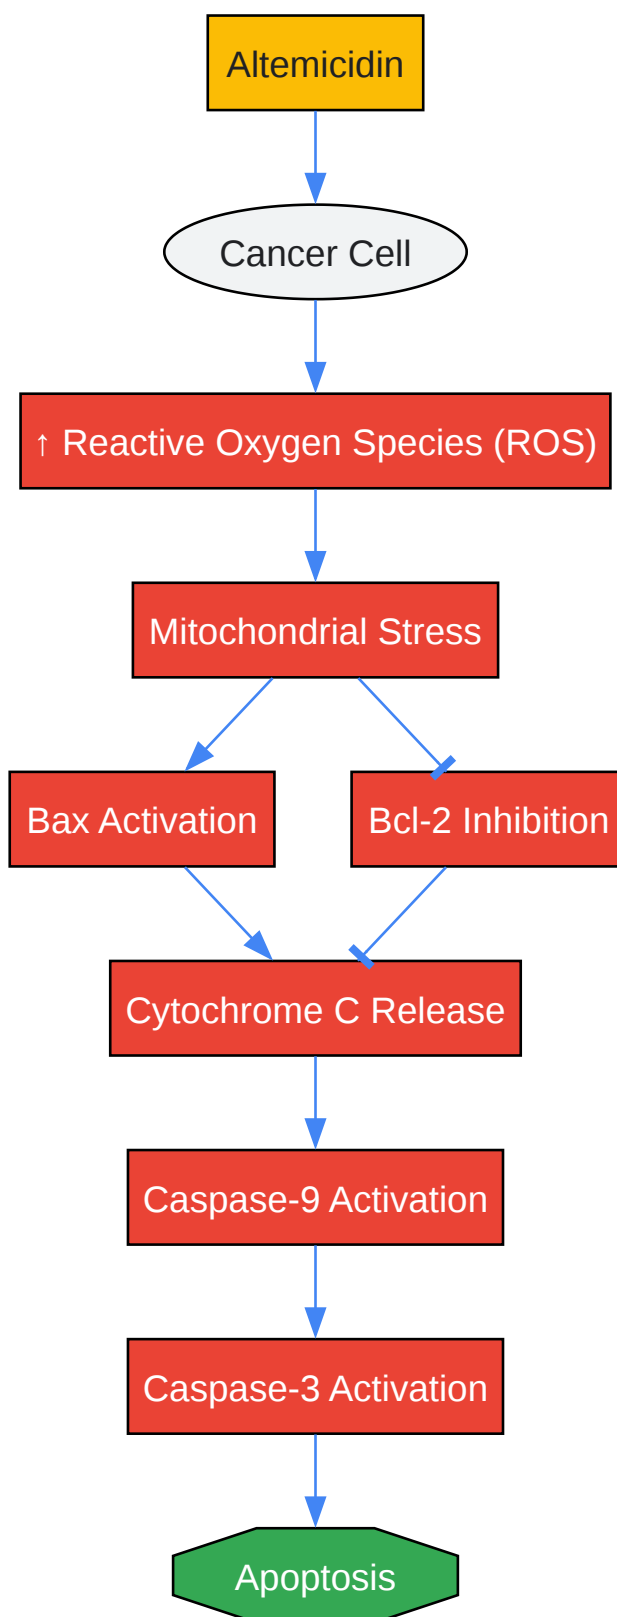 Altemicidin
Cancer Cell
↑ Reactive Oxygen Species (ROS)
Mitochondrial Stress
Bax Activation
Bcl-2 Inhibition
Cytochrome C Release
Caspase-9 Activation
Caspase-3 Activation
Apoptosis